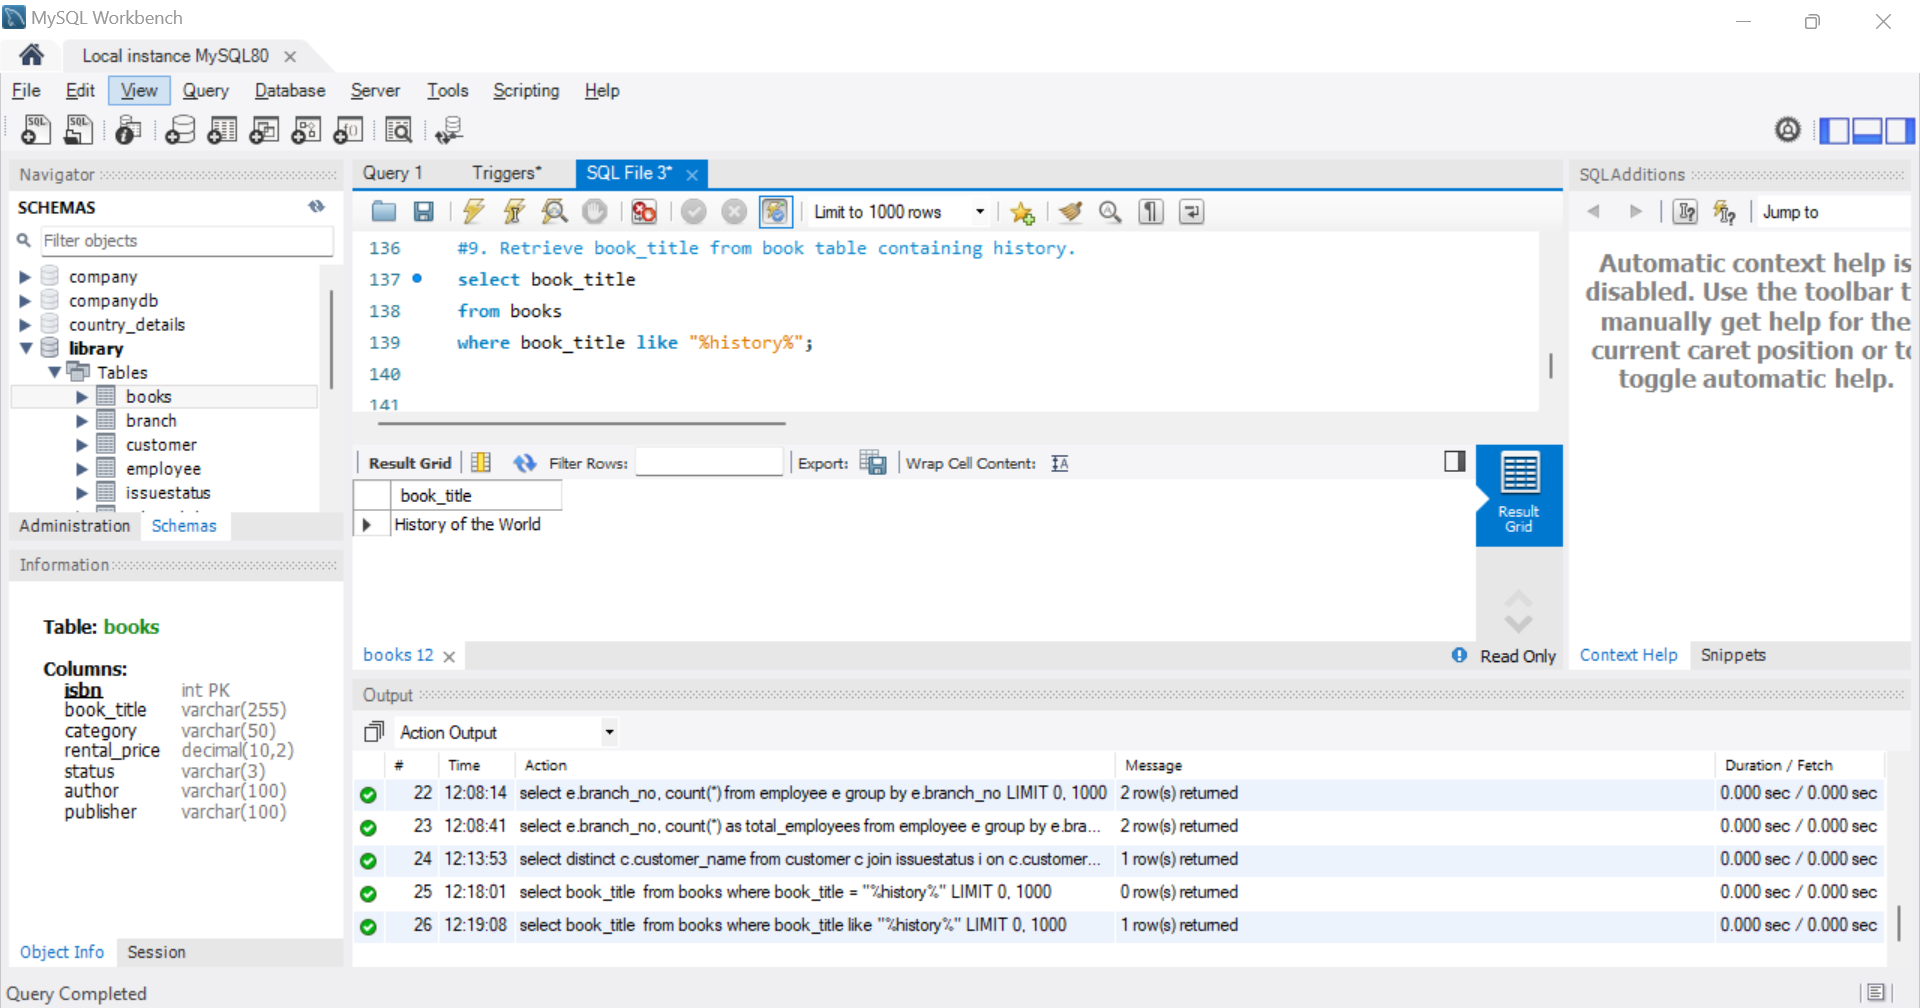 MySQL Workbench
Local instance MySQL80
File Edit View Query Database Server Tools Scripting Help
Navigator
SCHEMAS
Filter objects
company
companydb
country_details
library
Tables
books
branch
customer
employee
issuestatus
Administration Schemas
Information
Table: books
Columns:
isbn int PK
book_title varchar(255)
category varchar(50)
rental_price decimal(10,2)
status varchar(3)
author varchar(100)
publisher varchar(100)
Object Info Session
Query Completed
Query 1 Triggers* SQL File 3*
Limit to 1000 rows
136 #9. Retrieve book_title from book table containing history.
137 select book_title
138 from books
139 where book_title like "%history%";
140
141
Result Grid Filter Rows: Export: Wrap Cell Content:
book_title
History of the World
Result
Grid
books 12
Read Only
SQLAdditions
Jump to
Automatic context help is
disabled. Use the toolbar t
manually get help for the
current caret position or to
toggle automatic help.
Context Help Snippets
Output
Action Output
# Time Action Message Duration / Fetch
22 12:08:14 select e.branch_no, count(*) from employee e group by e.branch_no LIMIT 0, 1000 2 row(s) returned 0.000 sec / 0.000 sec
23 12:08:41 select e.branch_no, count(*) as total_employees from employee e group by e.bra... 2 row(s) returned 0.000 sec / 0.000 sec
24 12:13:53 select distinct c.customer_name from customer c join issuestatus i on c.customer... 1 row(s) returned 0.000 sec / 0.000 sec
25 12:18:01 select book_title from books where book_title = "%history%" LIMIT 0, 1000 0 row(s) returned 0.000 sec / 0.000 sec
26 12:19:08 select book_title from books where book_title like "%history%" LIMIT 0, 1000 1 row(s) returned 0.000 sec / 0.000 sec